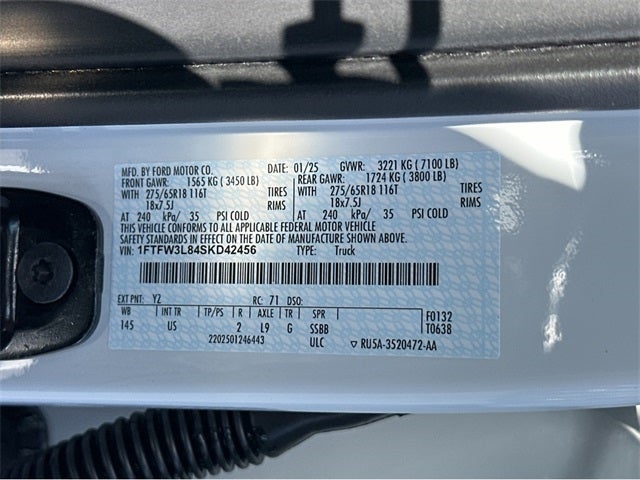 MFD. BY FORD MOTOR CO. DATE: 01/25 GVWR: 3221 KG ( 7100 LB)
FRONT GAWR: 1565 KG ( 3450 LB) REAR GAWR: 1724 KG ( 3800 LB)
WITH 275/65R18 116T TIRES WITH 275/65R18 116T TIRES
18x7.5J RIMS 18x7.5J RIMS
AT 240 kPa/ 35 PSI COLD AT 240 kPa/ 35 PSI COLD
THIS VEHICLE CONFORMS TO ALL APPLICABLE FEDERAL MOTOR VEHICLE
SAFETY STANDARDS IN EFFECT ON THE DATE OF MANUFACTURE SHOWN ABOVE.
VIN: 1FTFW3L84SKD42456 TYPE: Truck
EXT PNT: YZ RC: 71 DSO:
WB INT TR TP/PS R AXLE TR SPR F0132
145 US 2 L9 G SSBB T0638
2202501246443 ULC ▽ RU5A-3520472-AA